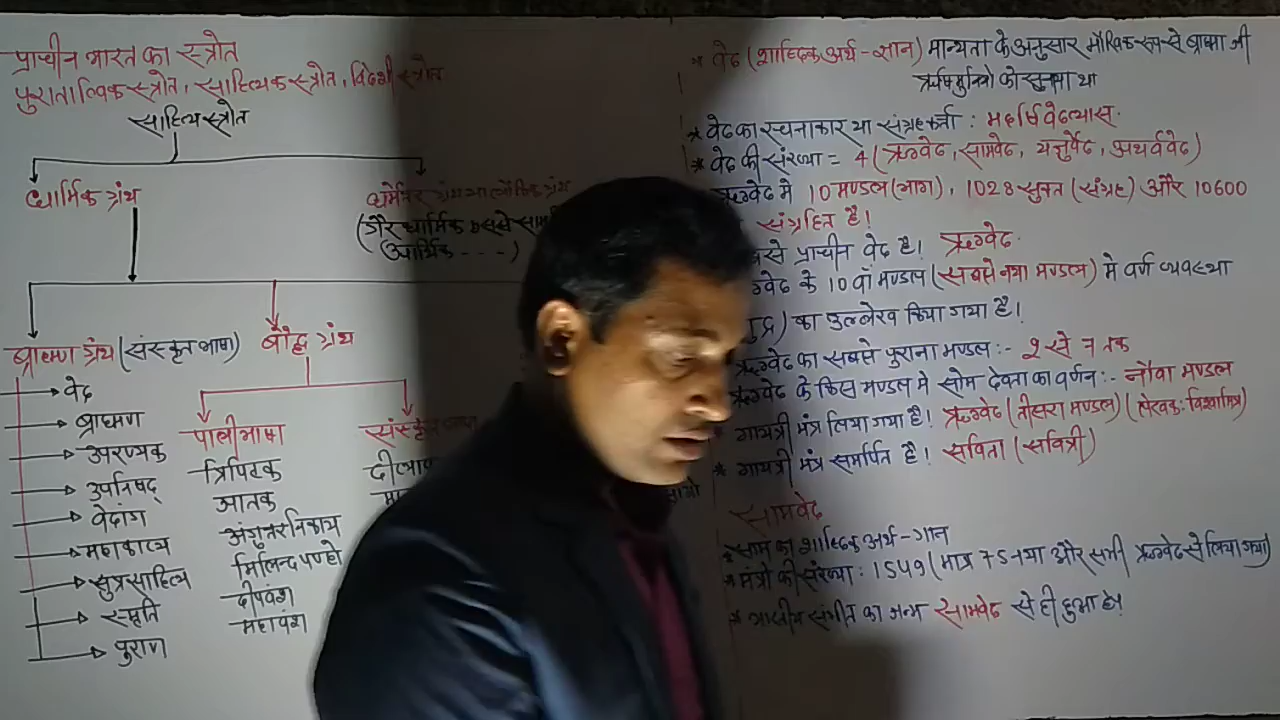 प्राचीन भारत का स्त्रोत
पुरातात्विक स्त्रोत, साहित्यिक स्त्रोत, विदेशी स्त्रोत
साहित्य स्त्रोत
धार्मिक ग्रंथ
(गैर धार्मिक
आर्थिक - - - )
ब्राह्मण ग्रंथ (संस्कृत भाषा)
बौद्ध ग्रंथ
वेद
ब्राह्मण
अरण्यक
उपनिषद्
वेदांग
महाकाव्य
सुत्रसाहित्य
स्मृति
पुराण
पालीभाषा
त्रिपिटक
जातक
अंगुत्तरनिकाय
मिलिन्दपण्हो
दीपवंश
महावंश
संस्कृत
* वेद (शाब्दिक अर्थ - ज्ञान) मान्यता के अनुसार मौखिक रूप से ब्रह्मा जी
ऋषिमुनियो को सुनाया था
* वेद का रचनाकार या संग्रहकर्ता : महर्षि वेदव्यास
* वेद की संख्या = 4 (ऋग्वेद, सामवेद, यजुर्वेद, अथर्ववेद)
ऋग्वेद मे 10 मण्डल (भाग), 1028 सुक्त (संग्रह) और 10600
संग्रहित है।
प्राचीन वेद है। ऋग्वेद
के 10वाँ मण्डल (सबसे नया मण्डल) मे वर्ण व्यवस्था
का उल्लेख किया गया है।
ऋग्वेद का सबसे पुराना मण्डल :- 2 से 7 तक
ऋग्वेद के किस मण्डल मे सोम देवता का वर्णन :- नौवा मण्डल
* गायत्री मंत्र लिया गया है। ऋग्वेद (तीसरा मण्डल) (लेखक: विश्वामित्र)
* गायत्री मंत्र समर्पित है। सविता (सवित्री)
सामवेद
* साम का शाब्दिक अर्थ - गान
* मंत्रो की संख्या : 1549 (मात्र 75 नया और सभी ऋग्वेद से लिया गया)
* भारतीय संगीत का जन्म सामवेद से ही हुआ है।